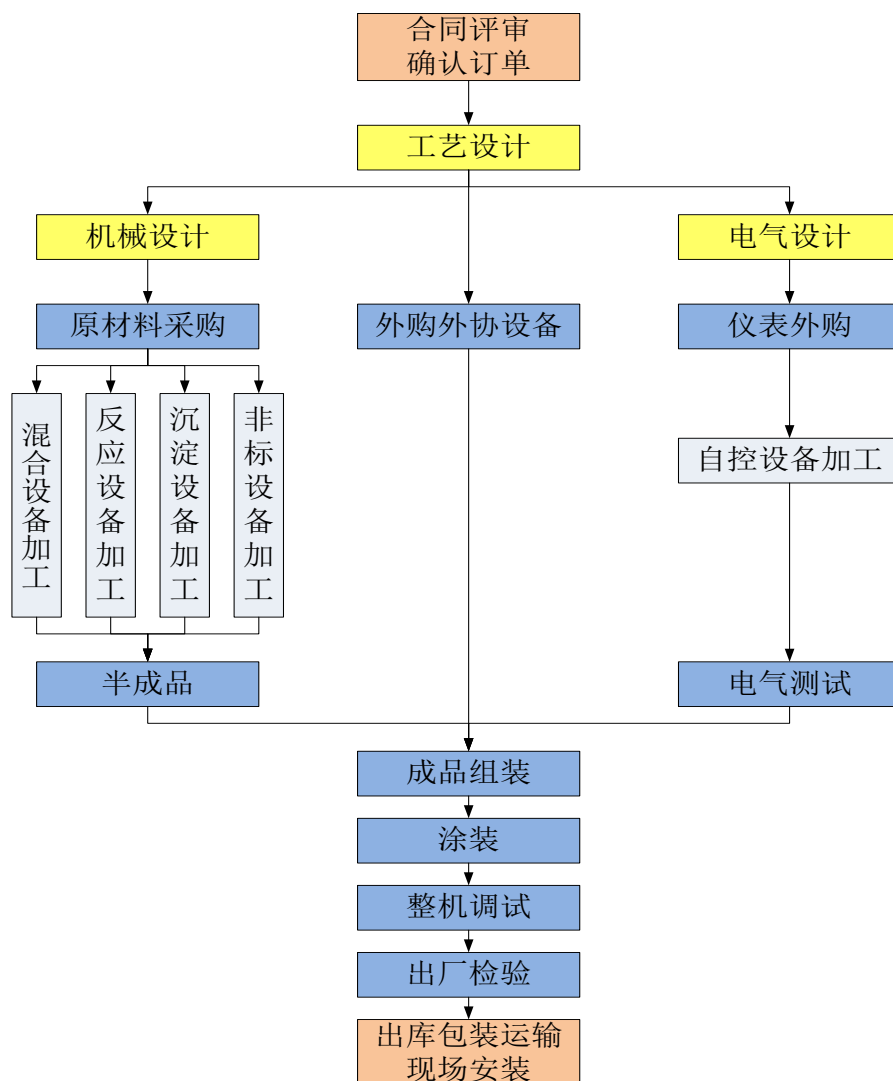 合同评审
确认订单
工艺设计
机械设计
电气设计
原材料采购
外购外协设备
仪表外购
混合设备加工
反应设备加工
沉淀设备加工
非标设备加工
自控设备加工
半成品
电气测试
成品组装
涂装
整机调试
出厂检验
出库包装运输
现场安装